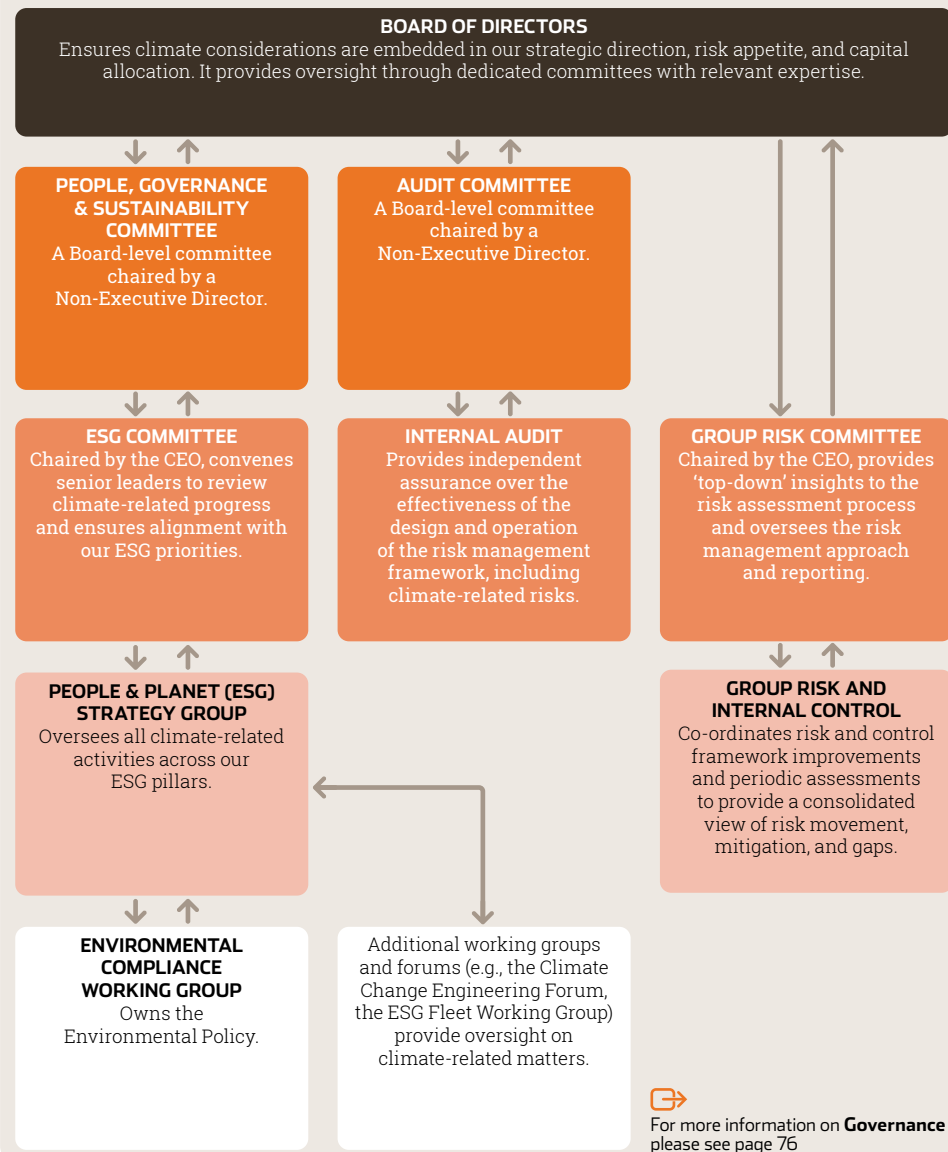 BOARD OF DIRECTORS
Ensures climate considerations are embedded in our strategic direction, risk appetite, and capital
allocation. It provides oversight through dedicated committees with relevant expertise.
PEOPLE, GOVERNANCE
& SUSTAINABILITY
COMMITTEE
A Board-level committee
chaired by a
Non-Executive Director.
AUDIT COMMITTEE
A Board-level committee
chaired by a
Non-Executive Director.
ESG COMMITTEE
Chaired by the CEO, convenes
senior leaders to review
climate-related progress
and ensures alignment with
our ESG priorities.
INTERNAL AUDIT
Provides independent
assurance over the
effectiveness of the
design and operation
of the risk management
framework, including
climate-related risks.
GROUP RISK COMMITTEE
Chaired by the CEO, provides
‘top-down’ insights to the
risk assessment process
and oversees the risk
management approach
and reporting.
PEOPLE & PLANET (ESG)
STRATEGY GROUP
Oversees all climate-related
activities across our
ESG pillars.
GROUP RISK AND
INTERNAL CONTROL
Co-ordinates risk and control
framework improvements
and periodic assessments
to provide a consolidated
view of risk movement,
mitigation, and gaps.
ENVIRONMENTAL
COMPLIANCE
WORKING GROUP
Owns the
Environmental Policy.
Additional working groups
and forums (e.g., the Climate
Change Engineering Forum,
the ESG Fleet Working Group)
provide oversight on
climate-related matters.
For more information on Governance
please see page 76